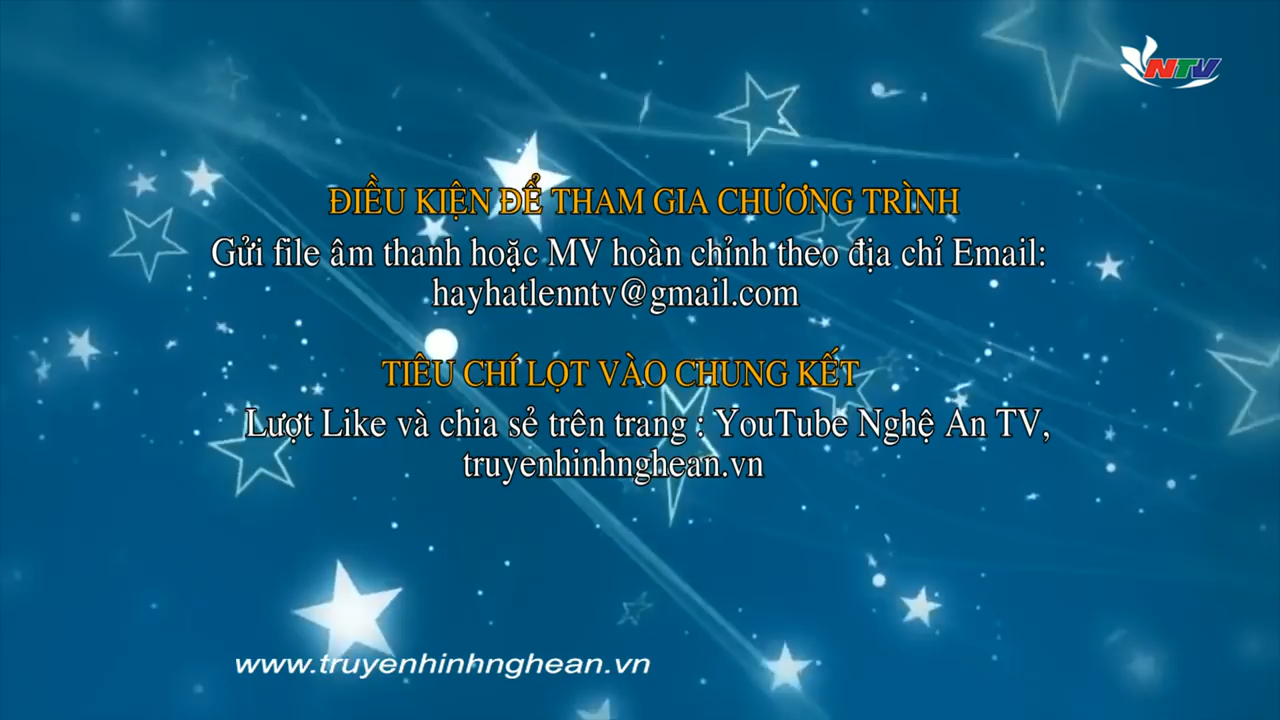 NTV
ĐIỀU KIỆN ĐỂ THAM GIA CHƯƠNG TRÌNH
Gửi file âm thanh hoặc MV hoàn chỉnh theo địa chỉ Email:
hayhatlenntv@gmail.com
TIÊU CHÍ LỌT VÀO CHUNG KẾT
Lượt Like và chia sẻ trên trang : YouTube Nghệ An TV,
truyenhinhnghean.vn
www.truyenhinhnghean.vn